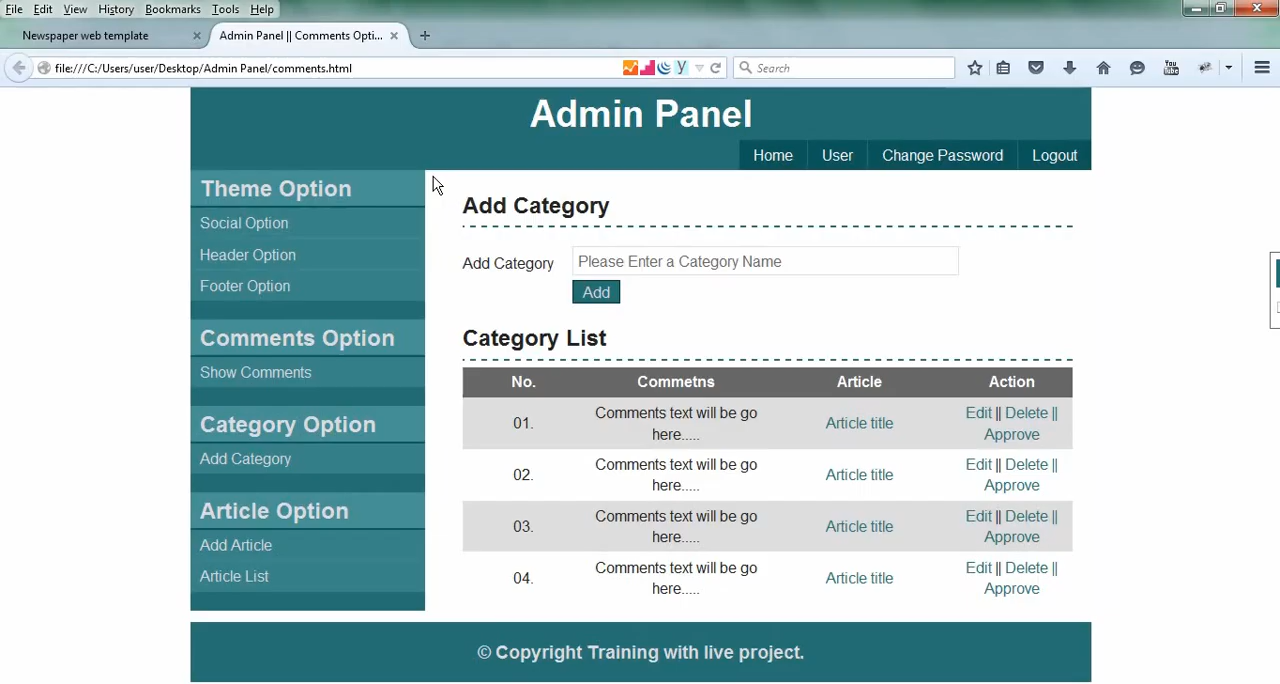 File Edit View History Bookmarks Tools Help
Newspaper web template × Admin Panel || Comments Opti... × +
file:///C:/Users/user/Desktop/Admin Panel/comments.html Search You Tube
Admin Panel
Home User Change Password Logout
Theme Option
Social Option
Header Option
Footer Option
Comments Option
Show Comments
Category Option
Add Category
Article Option
Add Article
Article List
Add Category
Add Category Please Enter a Category Name
Add
Category List
No. Commetns Article Action
01. Comments text will be go here..... Article title Edit || Delete || Approve
02. Comments text will be go here..... Article title Edit || Delete || Approve
03. Comments text will be go here..... Article title Edit || Delete || Approve
04. Comments text will be go here..... Article title Edit || Delete || Approve
© Copyright Training with live project.